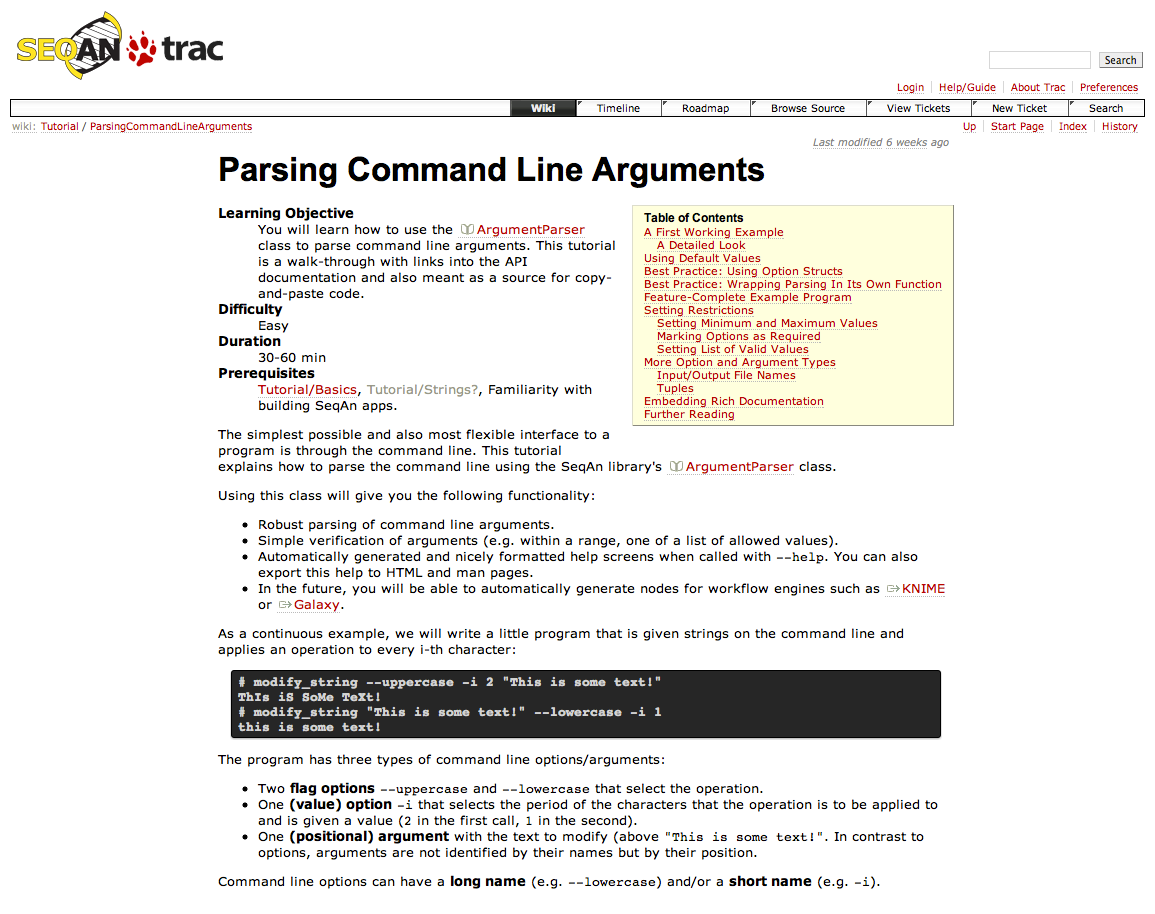 SEQAN trac
Search
Login Help/Guide About Trac Preferences
Wiki Timeline Roadmap Browse Source View Tickets New Ticket Search
wiki: Tutorial / ParsingCommandLineArguments
Up Start Page Index History
Last modified 6 weeks ago
Parsing Command Line Arguments
Learning Objective
You will learn how to use the ArgumentParser
class to parse command line arguments. This tutorial
is a walk-through with links into the API
documentation and also meant as a source for copy-
and-paste code.
Difficulty
Easy
Duration
30-60 min
Prerequisites
Tutorial/Basics, Tutorial/Strings?, Familiarity with
building SeqAn apps.
Table of Contents
A First Working Example
A Detailed Look
Using Default Values
Best Practice: Using Option Structs
Best Practice: Wrapping Parsing In Its Own Function
Feature-Complete Example Program
Setting Restrictions
Setting Minimum and Maximum Values
Marking Options as Required
Setting List of Valid Values
More Option and Argument Types
Input/Output File Names
Tuples
Embedding Rich Documentation
Further Reading
The simplest possible and also most flexible interface to a
program is through the command line. This tutorial
explains how to parse the command line using the SeqAn library's ArgumentParser class.
Using this class will give you the following functionality:
• Robust parsing of command line arguments.
• Simple verification of arguments (e.g. within a range, one of a list of allowed values).
• Automatically generated and nicely formatted help screens when called with --help. You can also
export this help to HTML and man pages.
• In the future, you will be able to automatically generate nodes for workflow engines such as KNIME
or Galaxy.
As a continuous example, we will write a little program that is given strings on the command line and
applies an operation to every i-th character:
# modify_string --uppercase -i 2 "This is some text!"
ThIs iS SoMe TeXt!
# modify_string "This is some text!" --lowercase -i 1
this is some text!
The program has three types of command line options/arguments:
• Two flag options --uppercase and --lowercase that select the operation.
• One (value) option -i that selects the period of the characters that the operation is to be applied to
and is given a value (2 in the first call, 1 in the second).
• One (positional) argument with the text to modify (above "This is some text!". In contrast to
options, arguments are not identified by their names but by their position.
Command line options can have a long name (e.g. --lowercase) and/or a short name (e.g. -i).